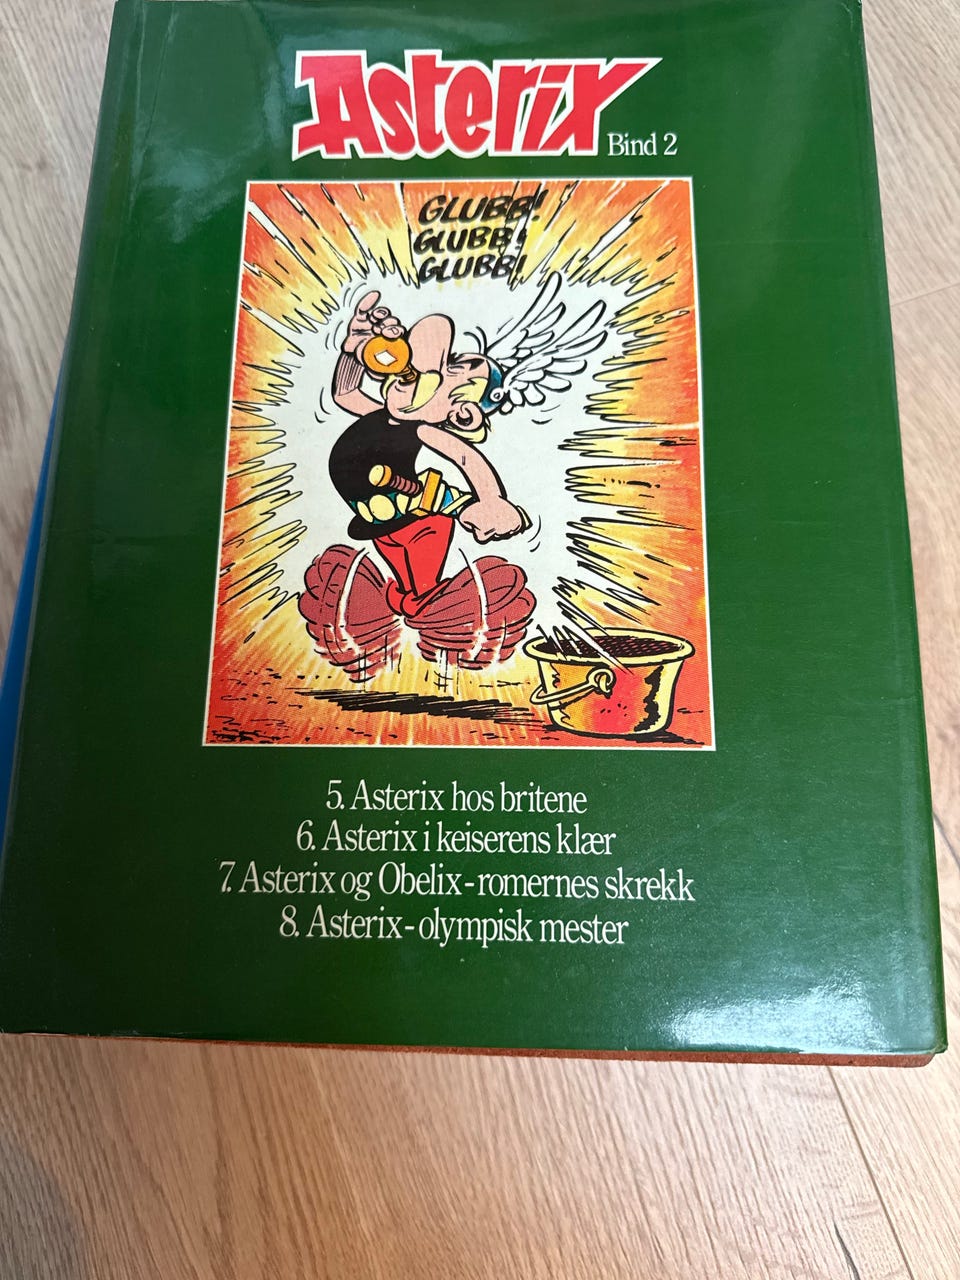 Asterix
Bind 2
GLUBB!
GLUBB!
GLUBB!
5. Asterix hos britene
6. Asterix i keiserens klær
7. Asterix og Obelix - romernes skrekk
8. Asterix - olympisk mester